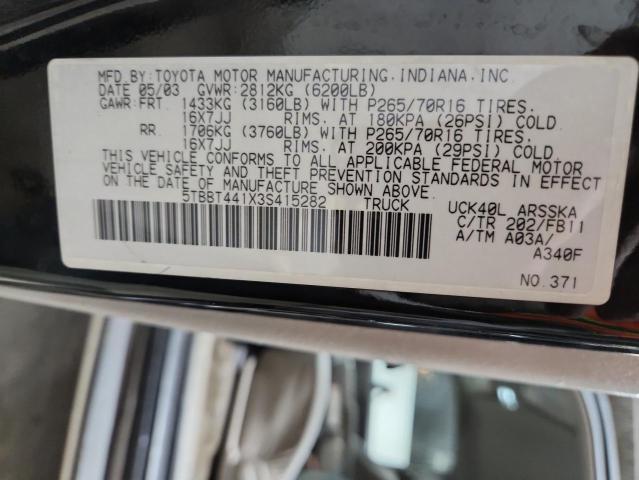 MFD.BY:TOYOTA MOTOR MANUFACTURING,INDIANA,INC.
DATE 05/03 GVWR:2812KG (6200LB)
GAWR:FRT. 1433KG (3160LB) WITH P265/70R16 TIRES.
16X7JJ RIMS. AT 180KPA (26PSI) COLD.
RR. 1706KG (3760LB) WITH P265/70R16 TIRES.
16X7JJ RIMS. AT 200KPA (29PSI) COLD.
THIS VEHICLE CONFORMS TO ALL APPLICABLE FEDERAL MOTOR
VEHICLE SAFETY AND THEFT PREVENTION STANDARDS IN EFFECT
ON THE DATE OF MANUFACTURE SHOWN ABOVE.
5TBBT441X3S415282 TRUCK UCK40L ARSSKA
C/TR 202/FB11
A/TM A03A/
A340F
NO.371